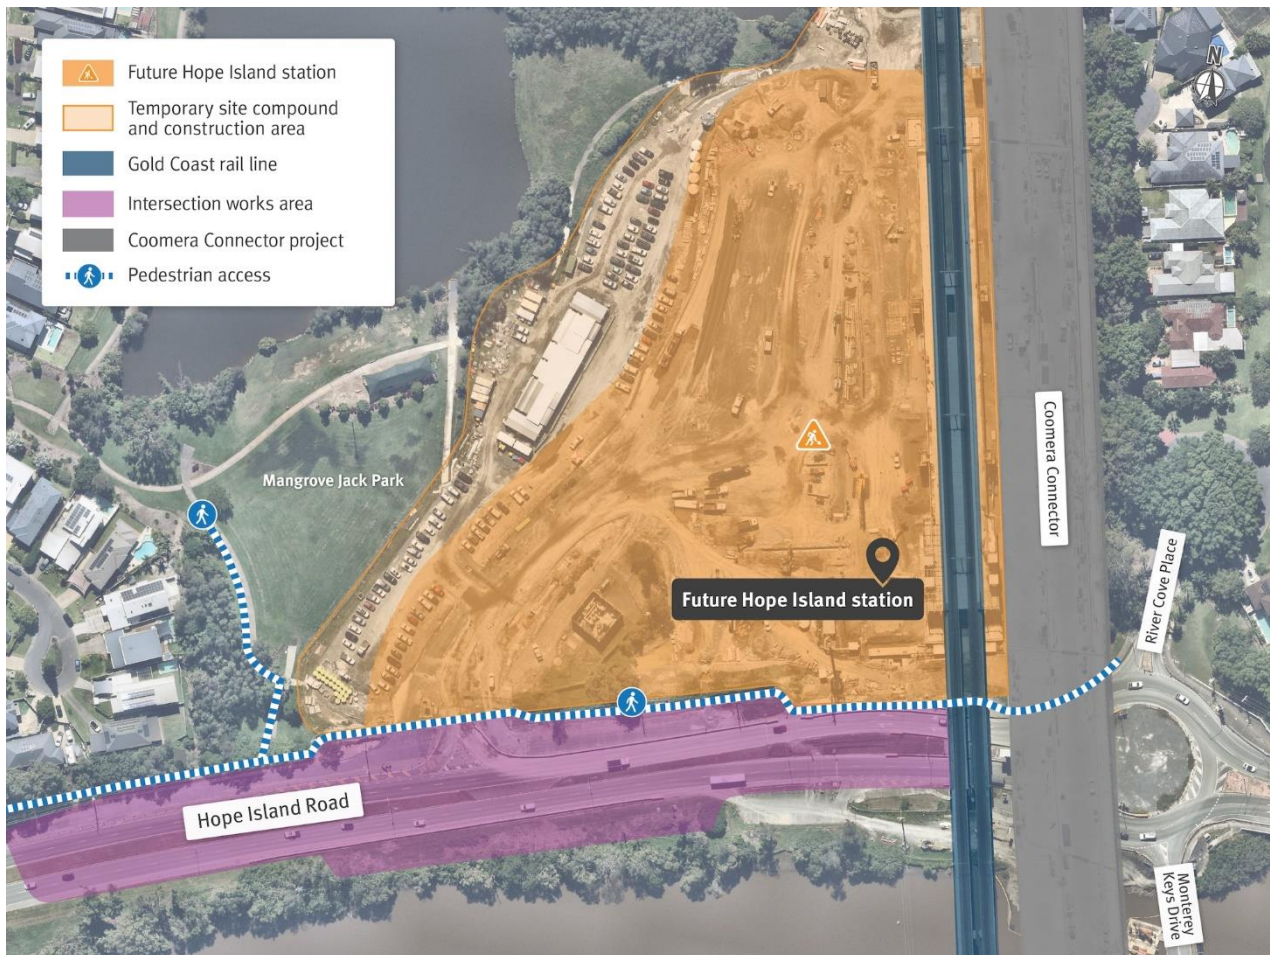 Future Hope Island station
Temporary site compound
and construction area
Gold Coast rail line
Intersection works area
Coomera Connector project
Pedestrian access
N
Mangrove Jack Park
Coomera Connector
Future Hope Island station
River Cove Place
Hope Island Road
Monterey
Keys Drive